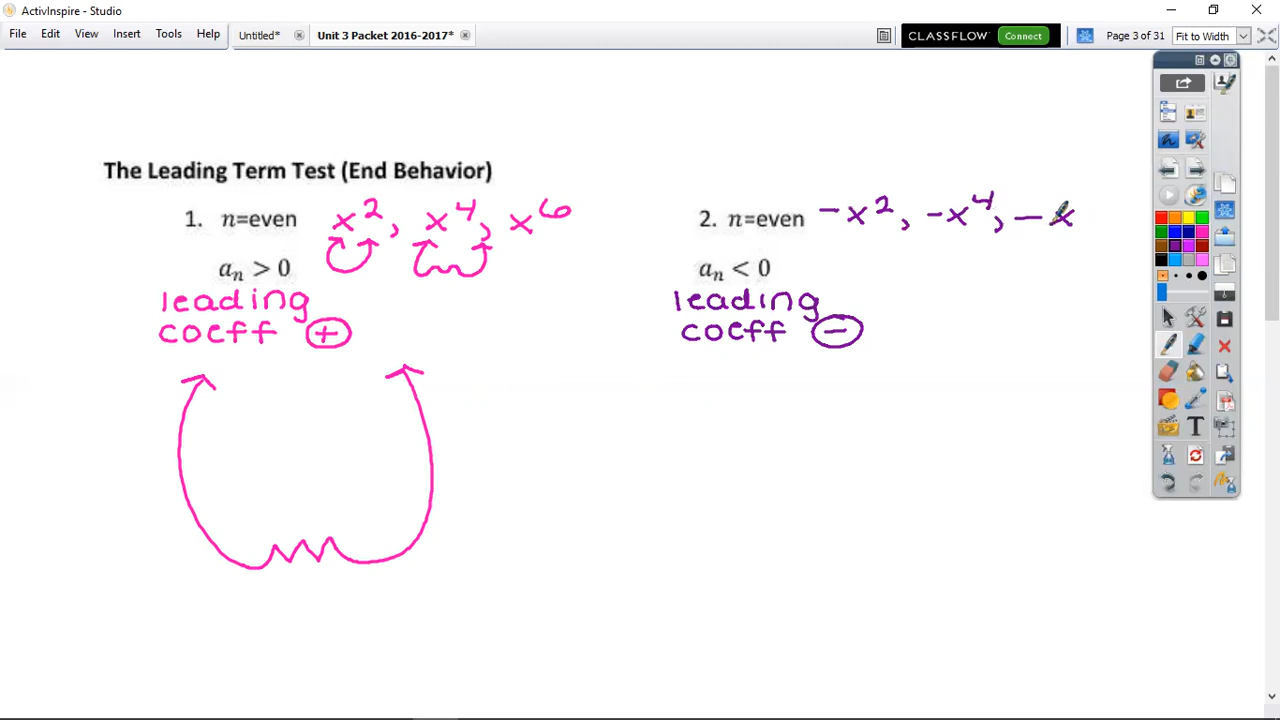 ActivInspire - Studio
File Edit View Insert Tools Help Untitled* Unit 3 Packet 2016-2017* CLASSFLOW Connect Page 3 of 31 Fit to Width
The Leading Term Test (End Behavior)
1. n=even x², x⁴, x⁶
aₙ > 0
leading
coeff +
2. n=even -x², -x⁴, -x
aₙ < 0
leading
coeff -